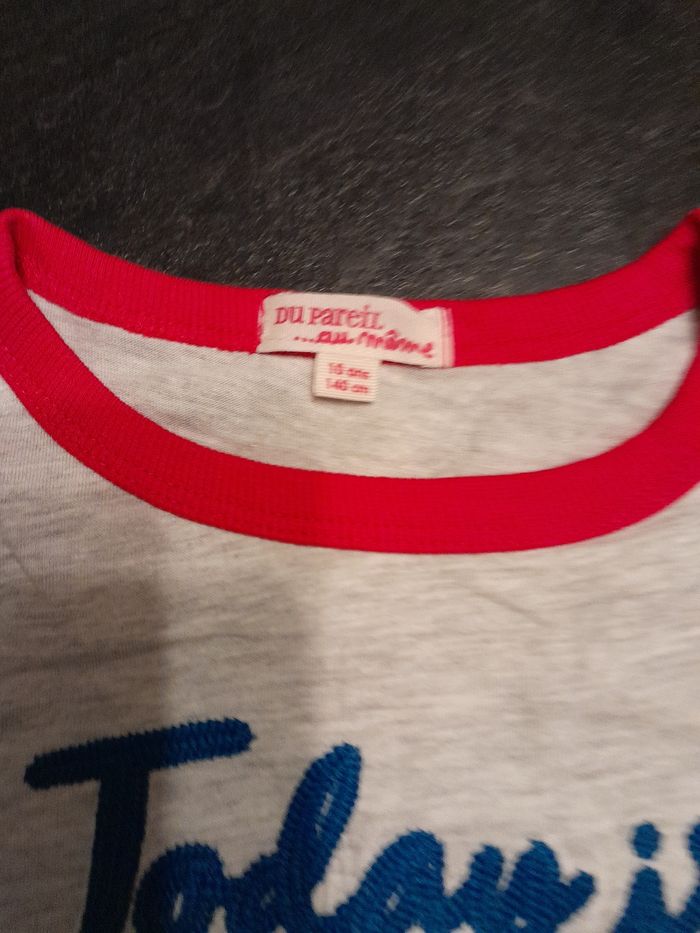 DU PAREIL
...au même
10 ans
140 cm
Today i